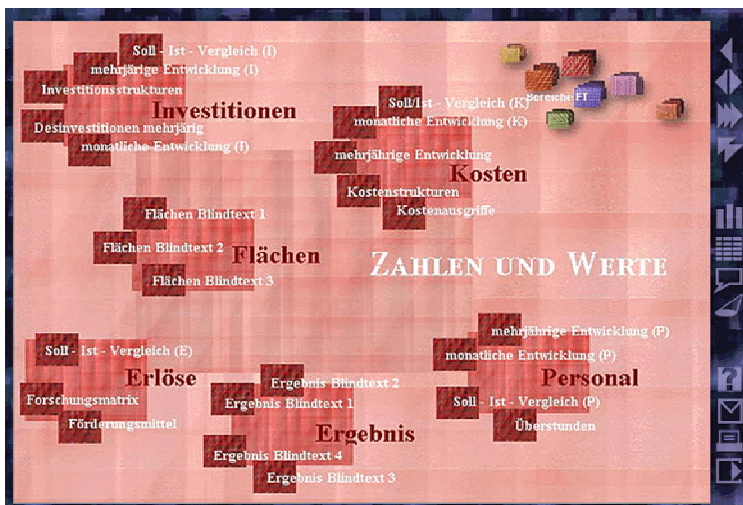 Soll - Ist - Vergleich (I)
mehrjärige Entwicklung (I)
Investitionsstrukturen
Investitionen
Desinvestitionen mehrjärig
monatliche Entwicklung (I)
Bereiche FT
Soll/Ist - Vergleich (K)
monatliche Entwicklung (K)
mehrjährige Entwicklung
Kosten
Kostenstrukturen
Kostenausgriffe
Flächen Blindtext 1
Flächen Blindtext 2
Flächen
Flächen Blindtext 3
ZAHLEN UND WERTE
Soll - Ist - Vergleich (E)
Erlöse
Forschungsmatrix
Förderungsmittel
Ergebnis Blindtext 2
Ergebnis Blindtext 1
Ergebnis
Ergebnis Blindtext 4
Ergebnis Blindtext 3
mehrjährige Entwicklung (P)
monatliche Entwicklung (P)
Personal
Soll - Ist - Vergleich (P)
Überstunden
?